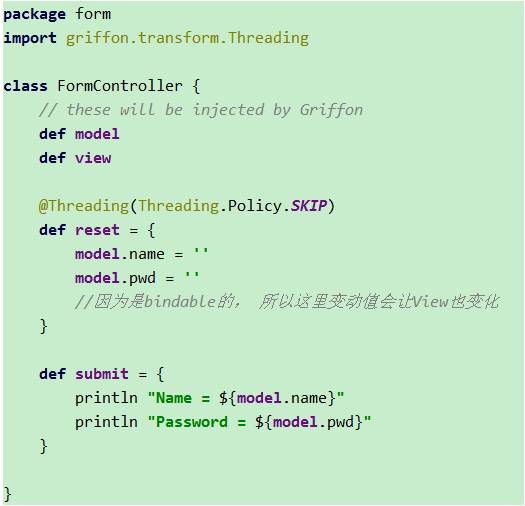 package form
import griffon.transform.Threading
class FormController {
// these will be injected by Griffon
def model
def view
@Threading(Threading.Policy.SKIP)
def reset = {
model.name = ''
model.pwd = ''
//因为是bindable的， 所以这里变动值会让View也变化
}
def submit = {
println "Name = ${model.name}"
println "Password = ${model.pwd}"
}
}